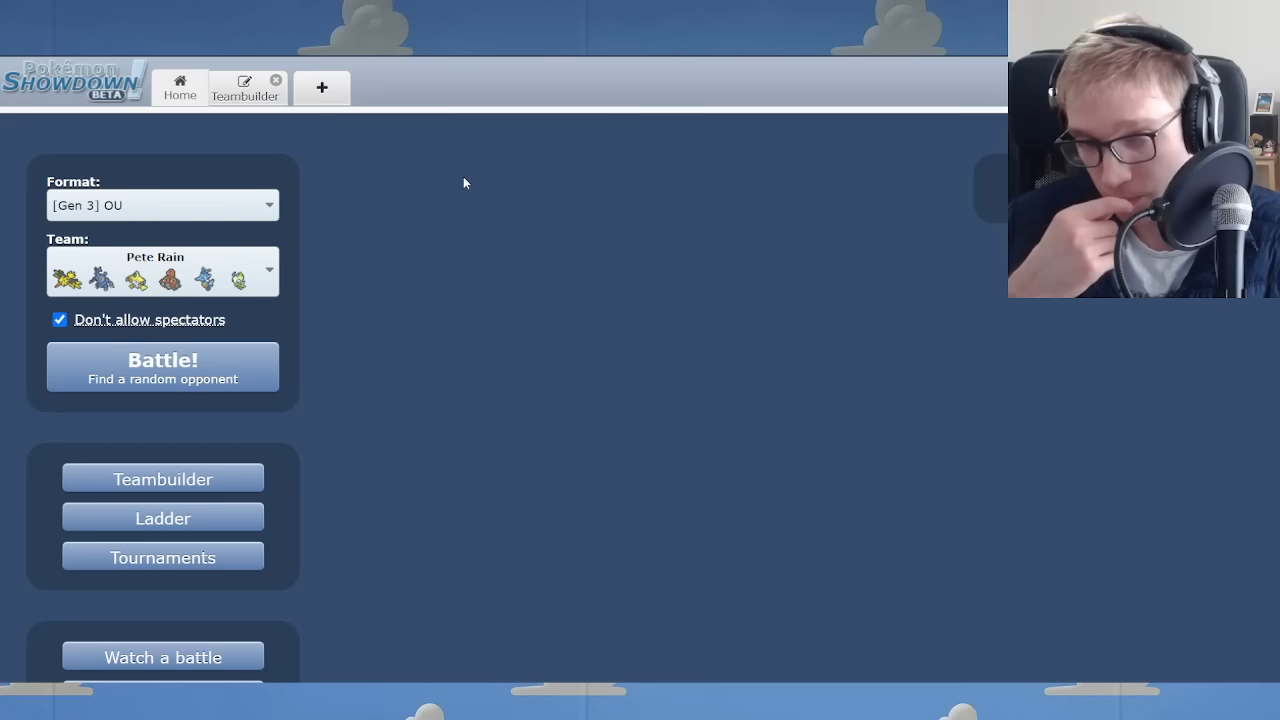 Pokémon
SHOWDOWN!
BETA
Home
Teambuilder
+
Format:
[Gen 3] OU
Team:
Pete Rain
Don't allow spectators
Battle!
Find a random opponent
Teambuilder
Ladder
Tournaments
Watch a battle